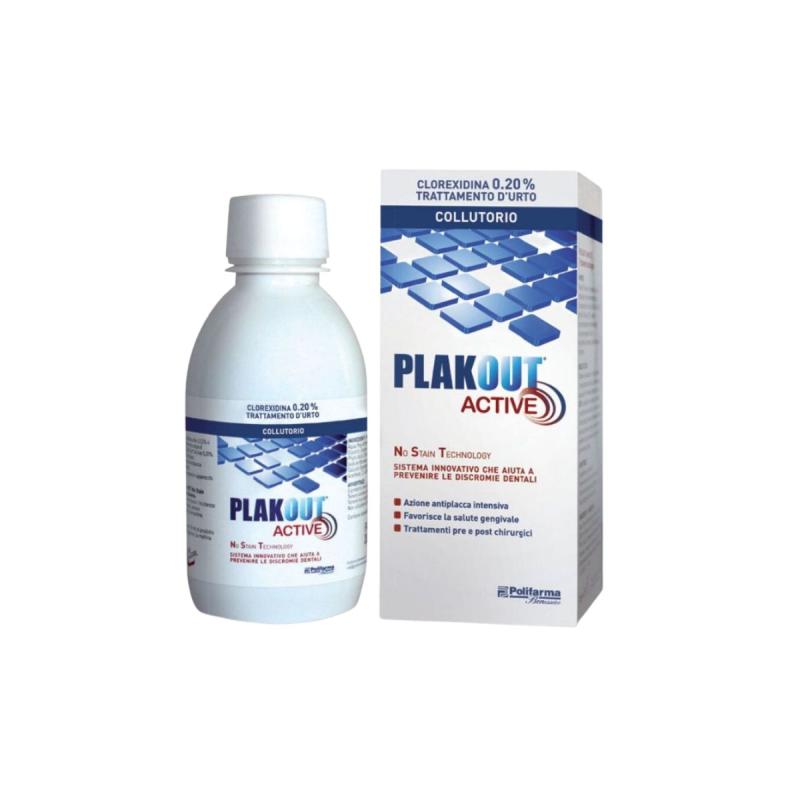 CLOREXIDINA 0.20%
TRATTAMENTO D'URTO
COLLUTORIO
PLAKOUT®
ACTIVE
No Stain Technology
SISTEMA INNOVATIVO CHE AIUTA A
PREVENIRE LE DISCROMIE DENTALI
Azione antiplacca intensiva
Favorisce la salute gengivale
Trattamenti pre e post chirurgici
Polifarma
Benessere
CLOREXIDINA 0.20%
TRATTAMENTO D'URTO
COLLUTORIO
PLAKOUT®
ACTIVE
No Stain Technology
SISTEMA INNOVATIVO CHE AIUTA A
PREVENIRE LE DISCROMIE DENTALI